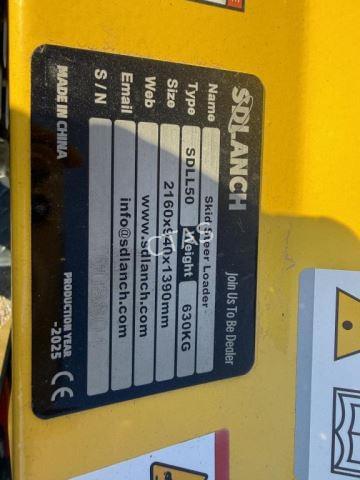 SDLANCH Join Us To Be Dealer
Name Skid Steer Loader
Type SDLL50 Weight 630KG
Size 2160x940x1390mm
Web www.sdlanch.com
Email info@sdlanch.com
S/N
MADE IN CHINA PRODUCTION YEAR
-2025 CE